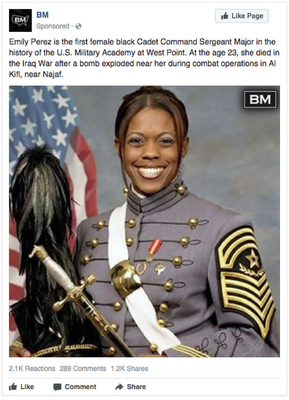 BM
Sponsored ·
Like Page
Emily Perez is the first female black Cadet Command Sergeant Major in the
history of the U.S. Military Academy at West Point. At the age 23, she died in
the Iraq War after a bomb exploded near her during combat operations in Al
Kifl, near Najaf.
BM
2.1K Reactions 289 Comments 1.2K Shares
Like Comment Share